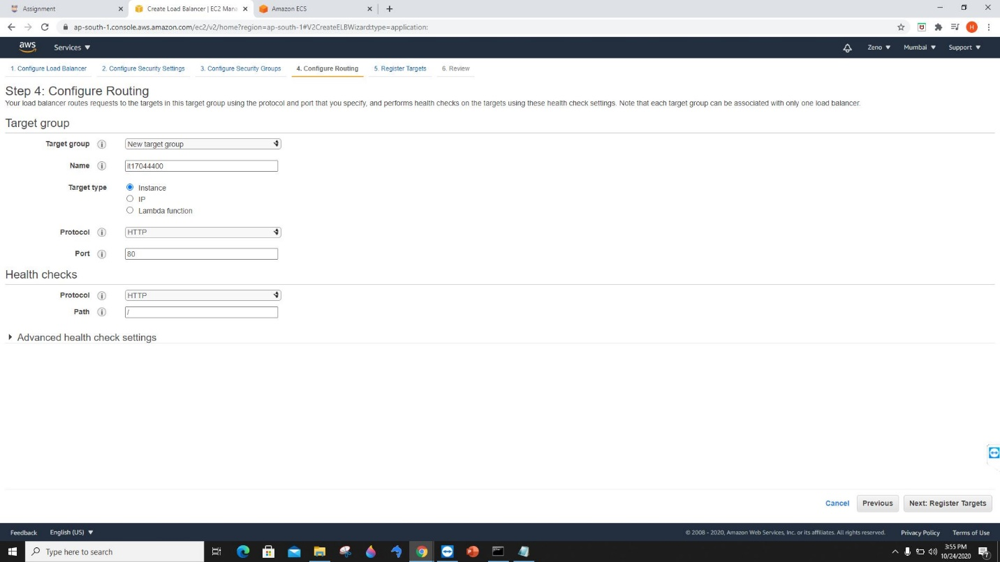 Assignment
Create Load Balancer | EC2 Mana
Amazon ECS
ap-south-1.console.aws.amazon.com/ec2/v2/home?region=ap-south-1#V2CreateELBWizard:type=application:
H
aws Services Zeno Mumbai Support
1. Configure Load Balancer 2. Configure Security Settings 3. Configure Security Groups 4. Configure Routing 5. Register Targets 6. Review
Step 4: Configure Routing
Your load balancer routes requests to the targets in this target group using the protocol and port that you specify, and performs health checks on the targets using these health check settings. Note that each target group can be associated with only one load balancer.
Target group
Target group i New target group
Name i it17044400
Target type Instance
IP
Lambda function
Protocol i HTTP
Port i 80
Health checks
Protocol i HTTP
Path i /
Advanced health check settings
Cancel Previous Next: Register Targets
Feedback English (US) © 2008 - 2020, Amazon Web Services, Inc. or its affiliates. All rights reserved. Privacy Policy Terms of Use
Type here to search
3:55 PM
10/24/2020
7